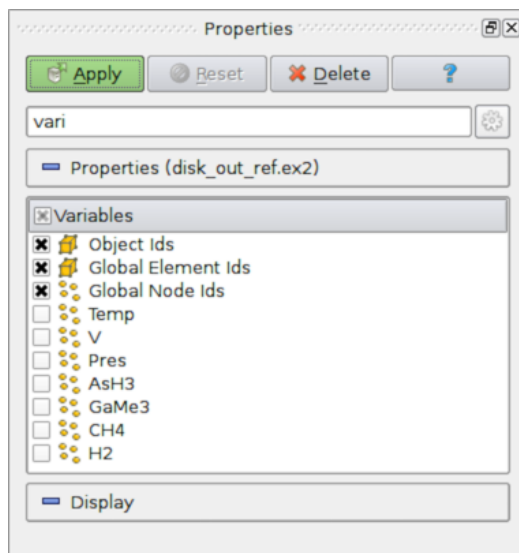 Properties
Apply Reset Delete ?
vari
Properties (disk_out_ref.ex2)
Variables
Object Ids
Global Element Ids
Global Node Ids
Temp
V
Pres
AsH3
GaMe3
CH4
H2
Display